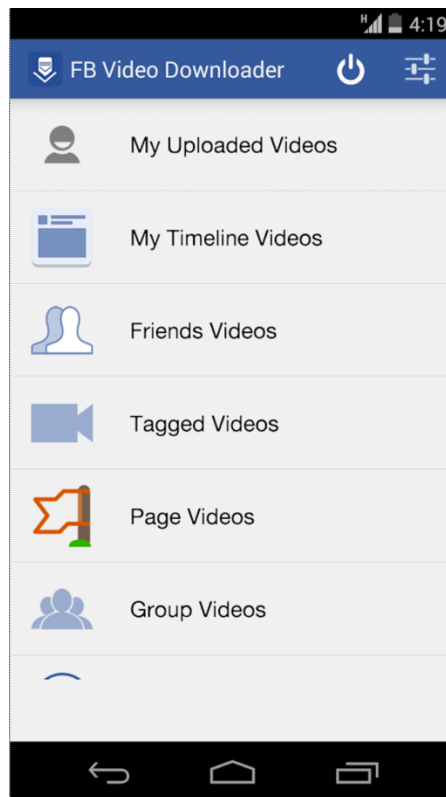 H 4:19
FB Video Downloader
My Uploaded Videos
My Timeline Videos
Friends Videos
Tagged Videos
Page Videos
Group Videos